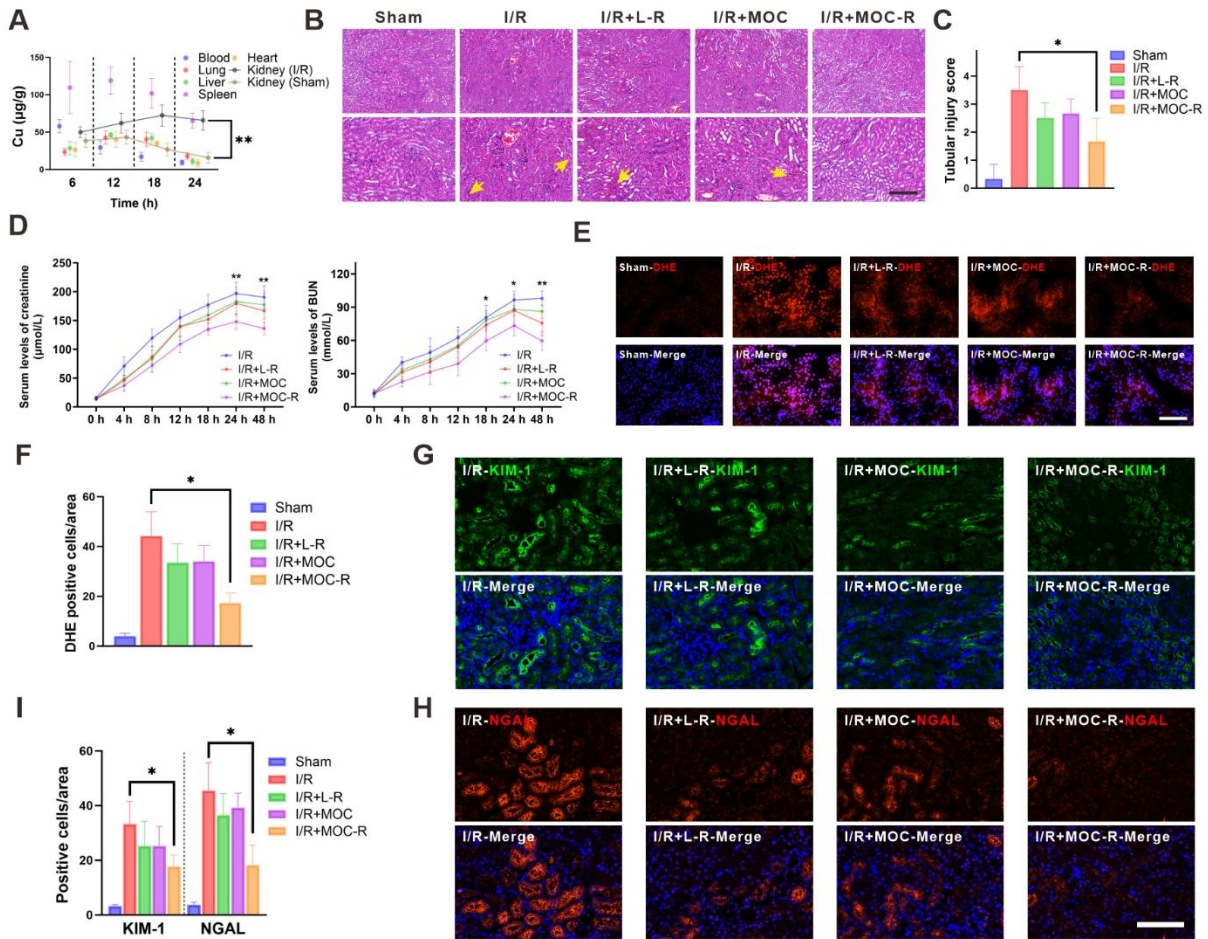 A
Blood
Heart
Lung
Kidney (I/R)
Liver
Kidney (Sham)
Spleen
Cu (μg/g)
150
100
50
0
**
6
12
18
24
Time (h)
B
Sham
I/R
I/R+L-R
I/R+MOC
I/R+MOC-R
C
Tubular injury score
4
3
2
1
0
*
Sham
I/R
I/R+L-R
I/R+MOC
I/R+MOC-R
D
Serum levels of creatinine
(μmol/L)
250
200
150
100
50
0
** **
I/R
I/R+L-R
I/R+MOC
I/R+MOC-R
0 h 4 h 8 h 12 h 18 h 24 h 48 h
Serum levels of BUN
(mmol/L)
120
90
60
30
0
* * **
I/R
I/R+L-R
I/R+MOC
I/R+MOC-R
0 h 4 h 8 h 12 h 18 h 24 h 48 h
E
Sham-DHE
I/R-DHE
I/R+L-R-DHE
I/R+MOC-DHE
I/R+MOC-R-DHE
Sham-Merge
I/R-Merge
I/R+L-R-Merge
I/R+MOC-Merge
I/R+MOC-R-Merge
F
DHE positive cells/area
60
40
20
0
*
Sham
I/R
I/R+L-R
I/R+MOC
I/R+MOC-R
G
I/R-KIM-1
I/R+L-R-KIM-1
I/R+MOC-KIM-1
I/R+MOC-R-KIM-1
I/R-Merge
I/R+L-R-Merge
I/R+MOC-Merge
I/R+MOC-R-Merge
I
Positive cells/area
60
40
20
0
*
*
Sham
I/R
I/R+L-R
I/R+MOC
I/R+MOC-R
KIM-1
NGAL
H
I/R-NGAL
I/R+L-R-NGAL
I/R+MOC-NGAL
I/R+MOC-R-NGAL
I/R-Merge
I/R+L-R-Merge
I/R+MOC-Merge
I/R+MOC-R-Merge